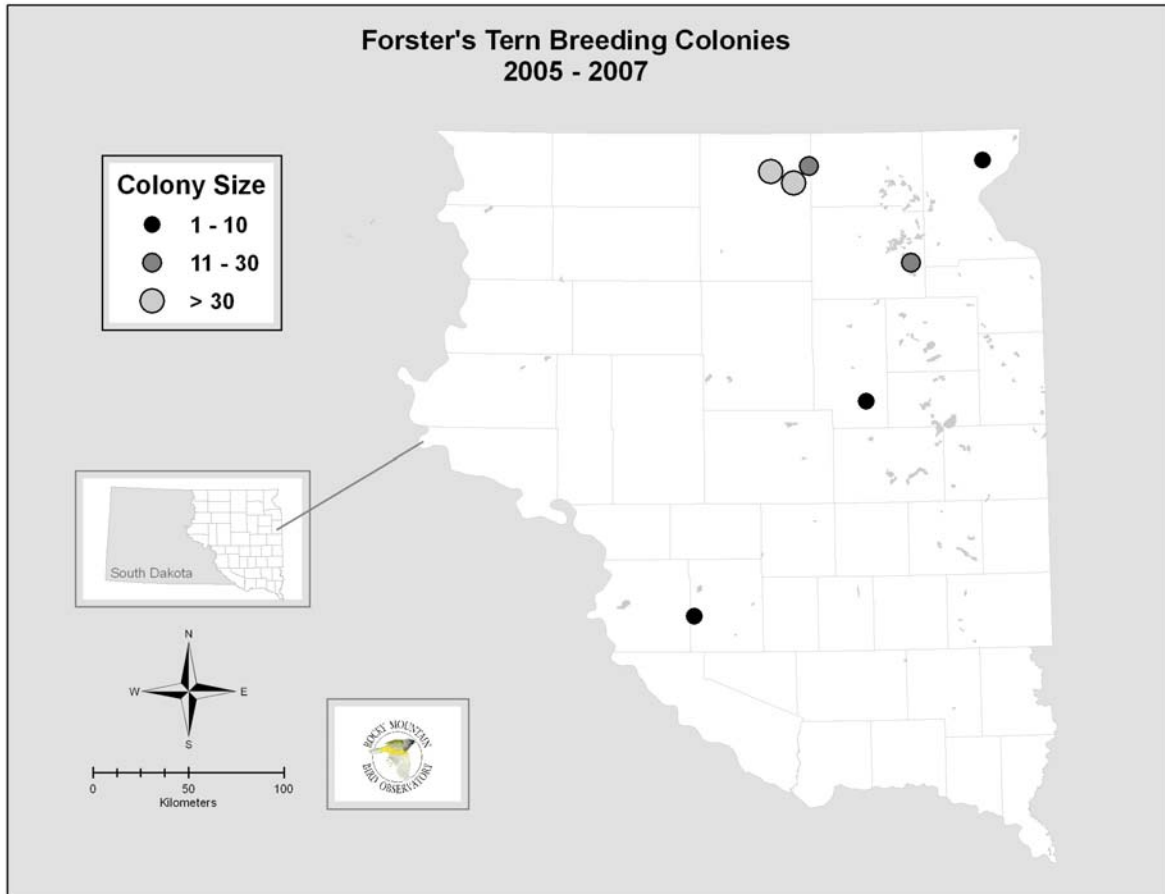 Forster's Tern Breeding Colonies
2005 - 2007
Colony Size
1 - 10
11 - 30
> 30
South Dakota
N
W E
S
0 50 100
Kilometers
ROCKY MOUNTAIN
BIRD OBSERVATORY